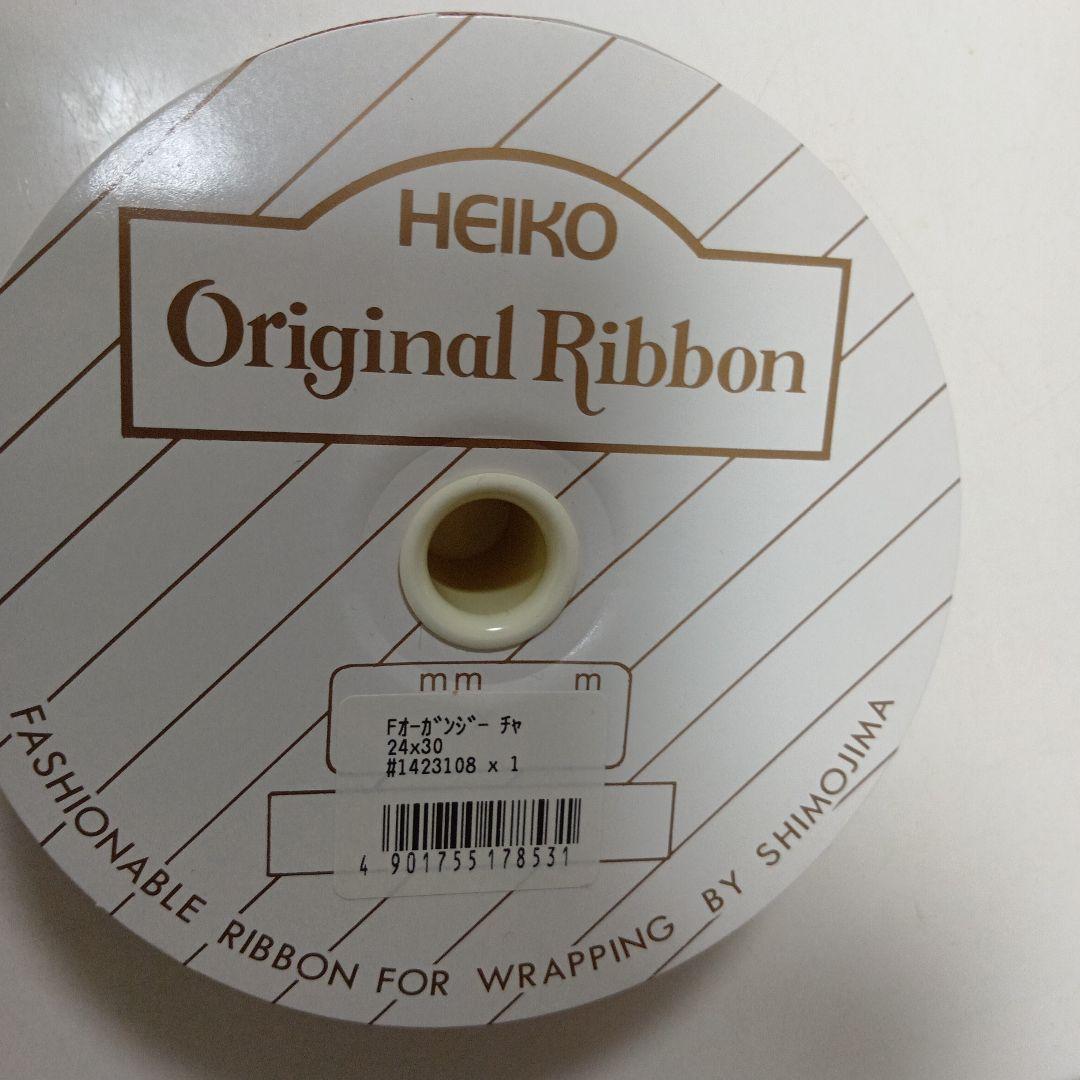 HEIKO
Original Ribbon
mm m
Fｵｰｶﾞﾝｼﾞｰ ﾁｬ
24x30
#1423108 x 1
4 901755 178531
FASHIONABLE RIBBON FOR WRAPPING BY SHIMOJIMA